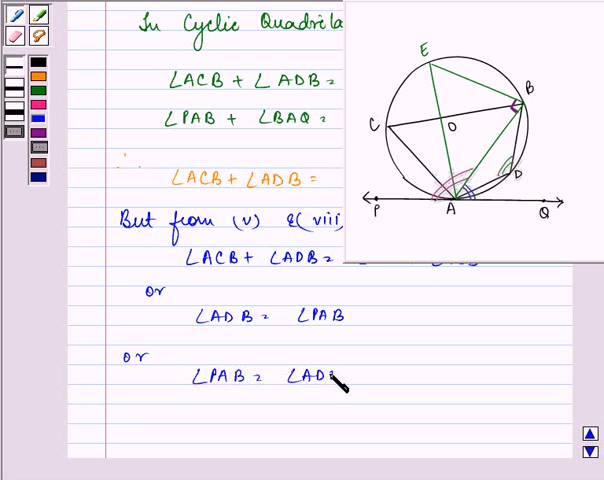 In Cyclic Quadrila
∠ACB + ∠ADB =
∠PAB + ∠BAQ =
∴
∠ACB + ∠ADB =
But from (v) & (viii)
∠ACB + ∠ADB =
or
∠ADB = ∠PAB
or
∠PAB = ∠AD
E
B
C
O
D
P
A
Q